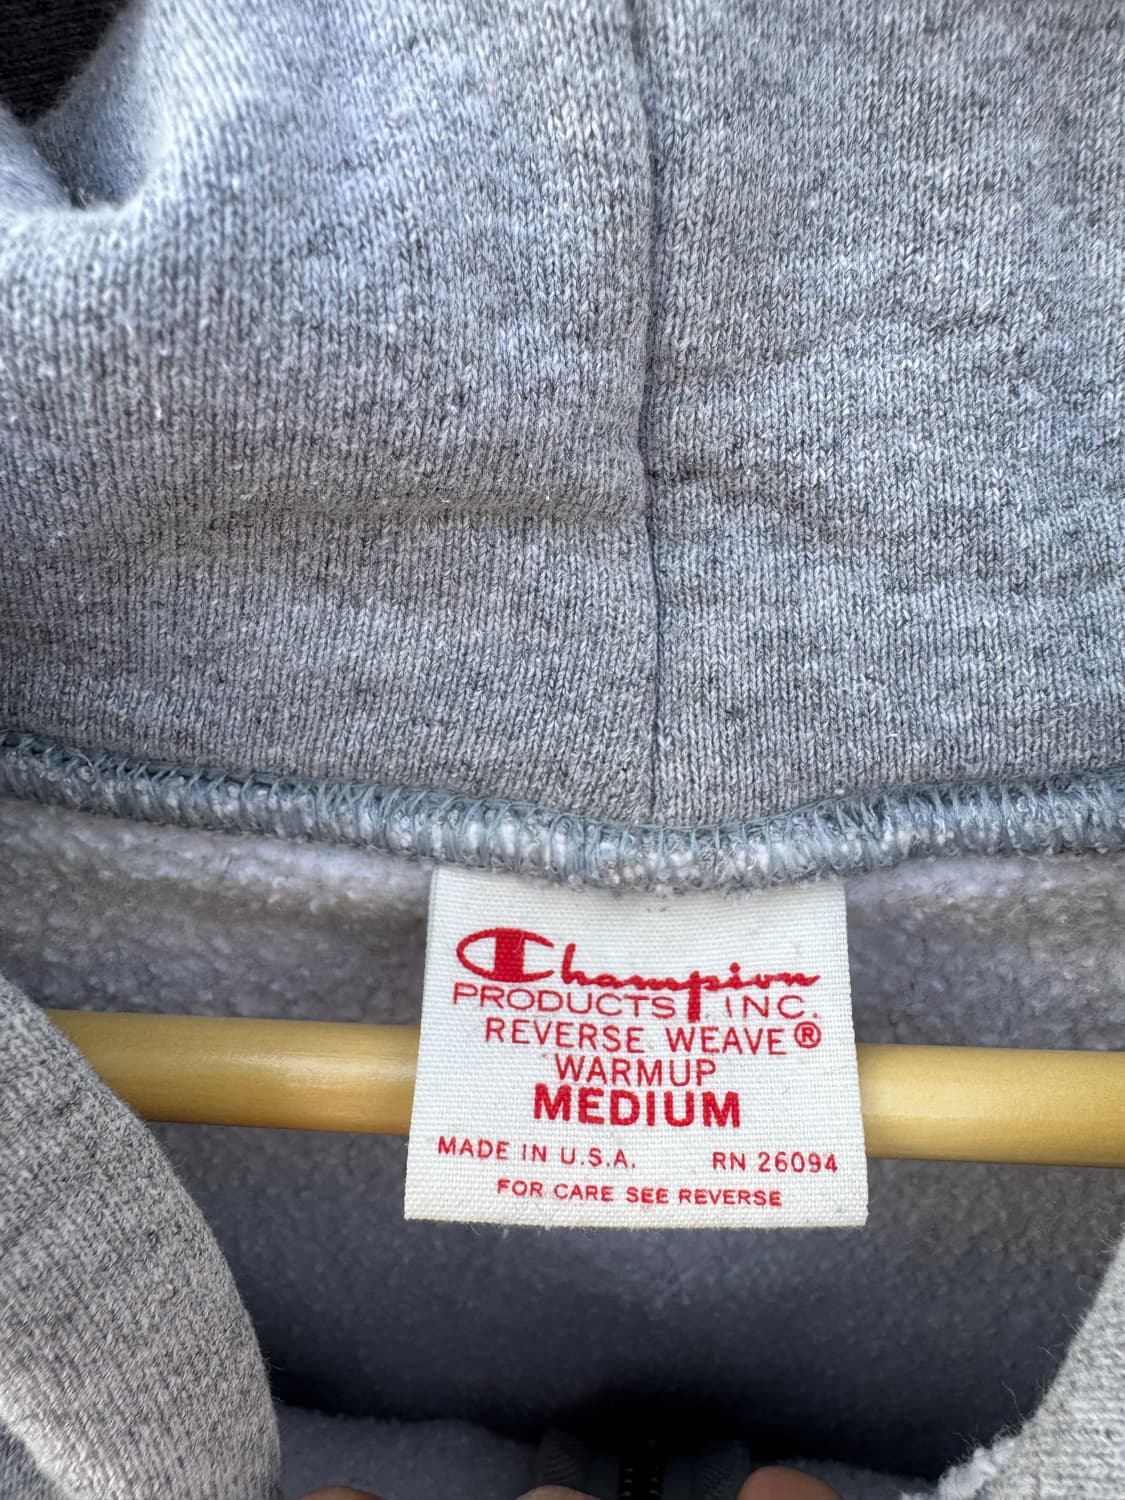 Champion
PRODUCTS INC.
REVERSE WEAVE®
WARMUP
MEDIUM
MADE IN U.S.A. RN 26094
FOR CARE SEE REVERSE